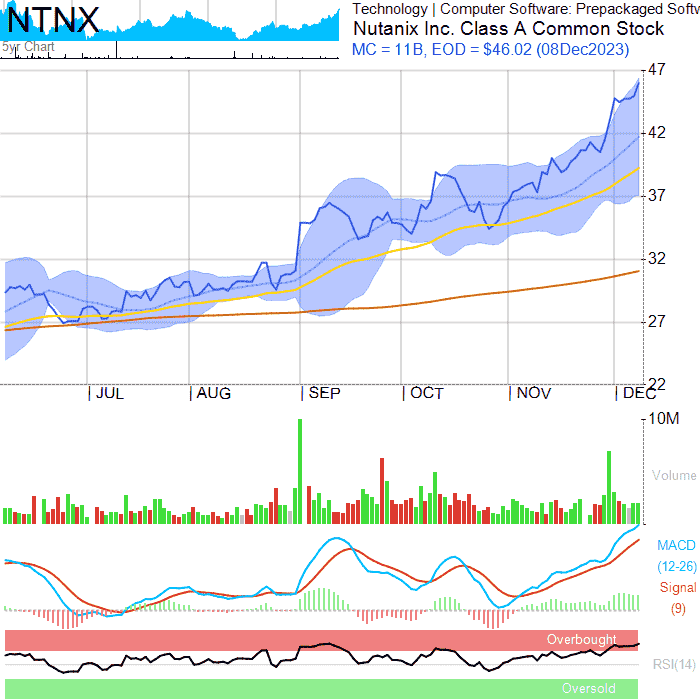 NTNX
5yr Chart
Technology | Computer Software: Prepackaged Softw
Nutanix Inc. Class A Common Stock
MC = 11B, EOD = $46.02 (08Dec2023)
47
42
37
32
27
22
JUL AUG SEP OCT NOV DEC
10M
Volume
MACD
(12-26)
Signal
(9)
Overbought
RSI(14)
Oversold